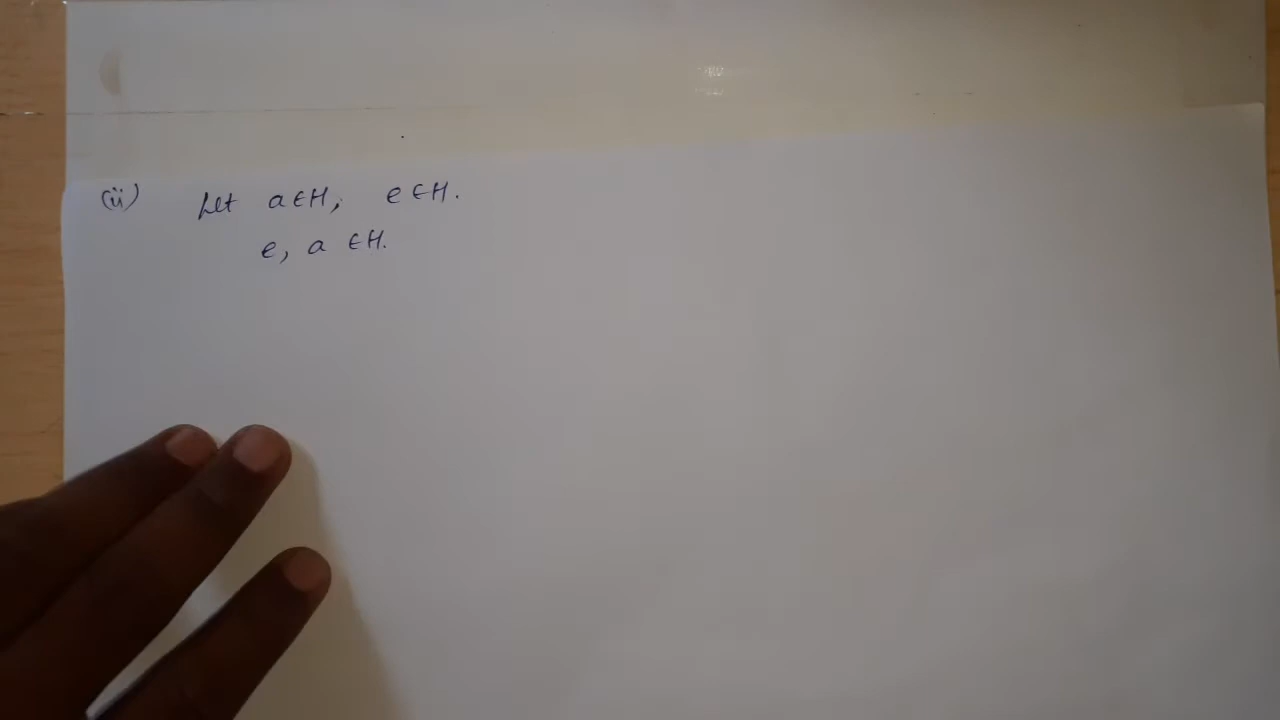 (ii) Let a∈H, e∈H.
e, a ∈H.